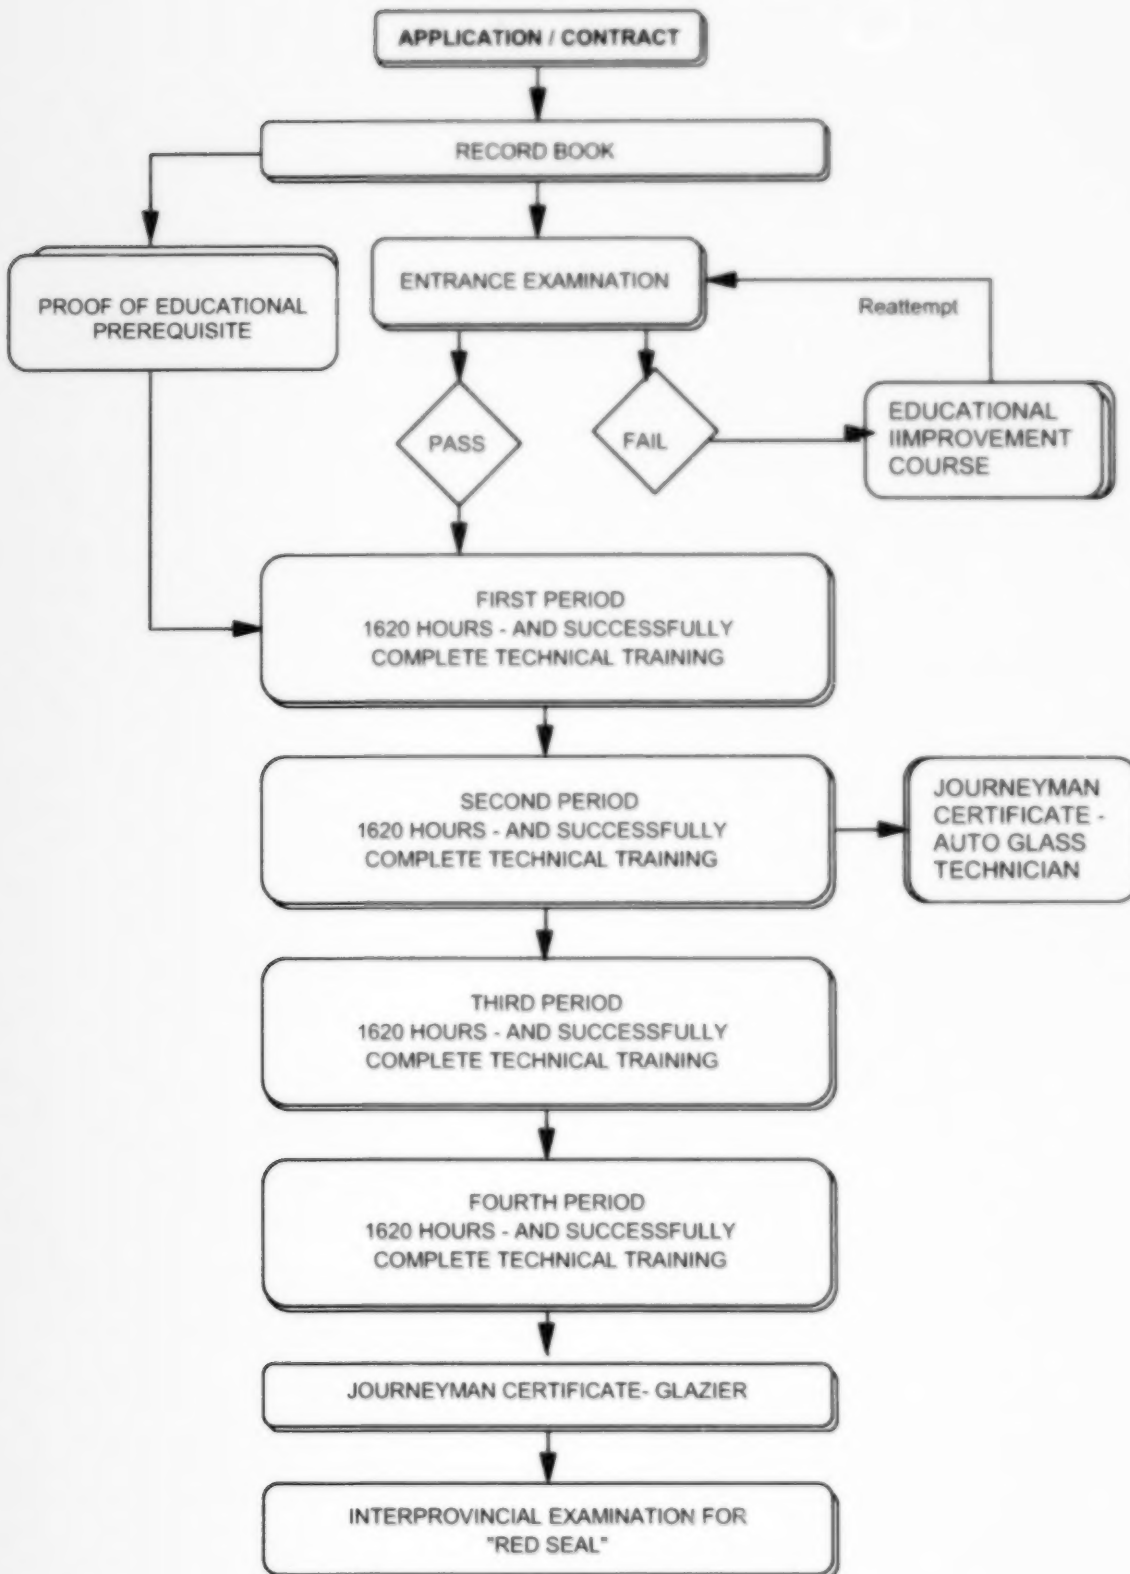 APPLICATION / CONTRACT
RECORD BOOK
PROOF OF EDUCATIONAL
PREREQUISITE
ENTRANCE EXAMINATION
Reattempt
PASS
FAIL
EDUCATIONAL
IIMPROVEMENT
COURSE
FIRST PERIOD
1620 HOURS - AND SUCCESSFULLY
COMPLETE TECHNICAL TRAINING
SECOND PERIOD
1620 HOURS - AND SUCCESSFULLY
COMPLETE TECHNICAL TRAINING
JOURNEYMAN
CERTIFICATE -
AUTO GLASS
TECHNICIAN
THIRD PERIOD
1620 HOURS - AND SUCCESSFULLY
COMPLETE TECHNICAL TRAINING
FOURTH PERIOD
1620 HOURS - AND SUCCESSFULLY
COMPLETE TECHNICAL TRAINING
JOURNEYMAN CERTIFICATE- GLAZIER
INTERPROVINCIAL EXAMINATION FOR
"RED SEAL"